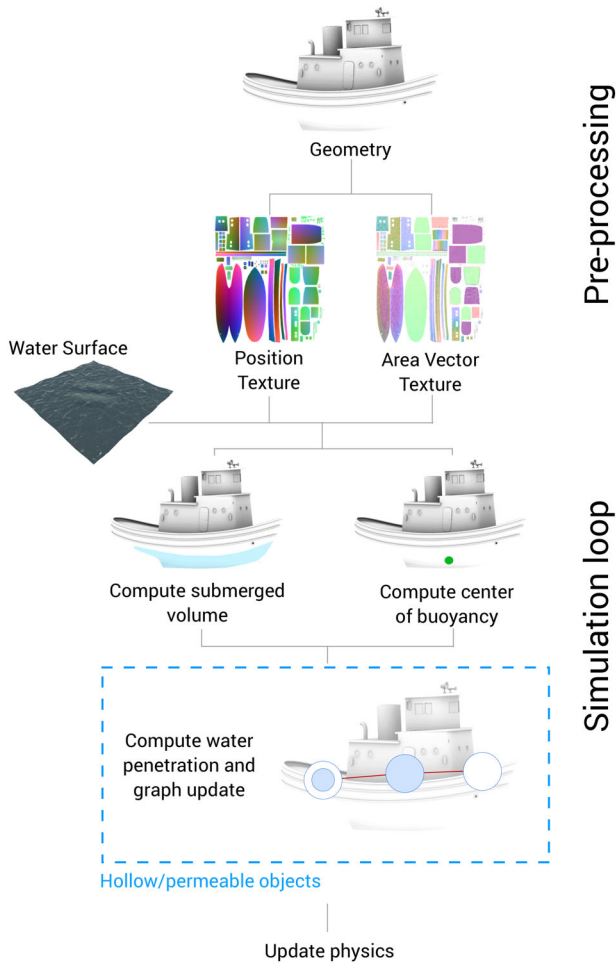 Geometry
Pre-processing
Position
Texture
Area Vector
Texture
Water Surface
Compute submerged
volume
Compute center
of buoyancy
Simulation loop
Compute water
penetration and
graph update
Hollow/permeable objects
Update physics